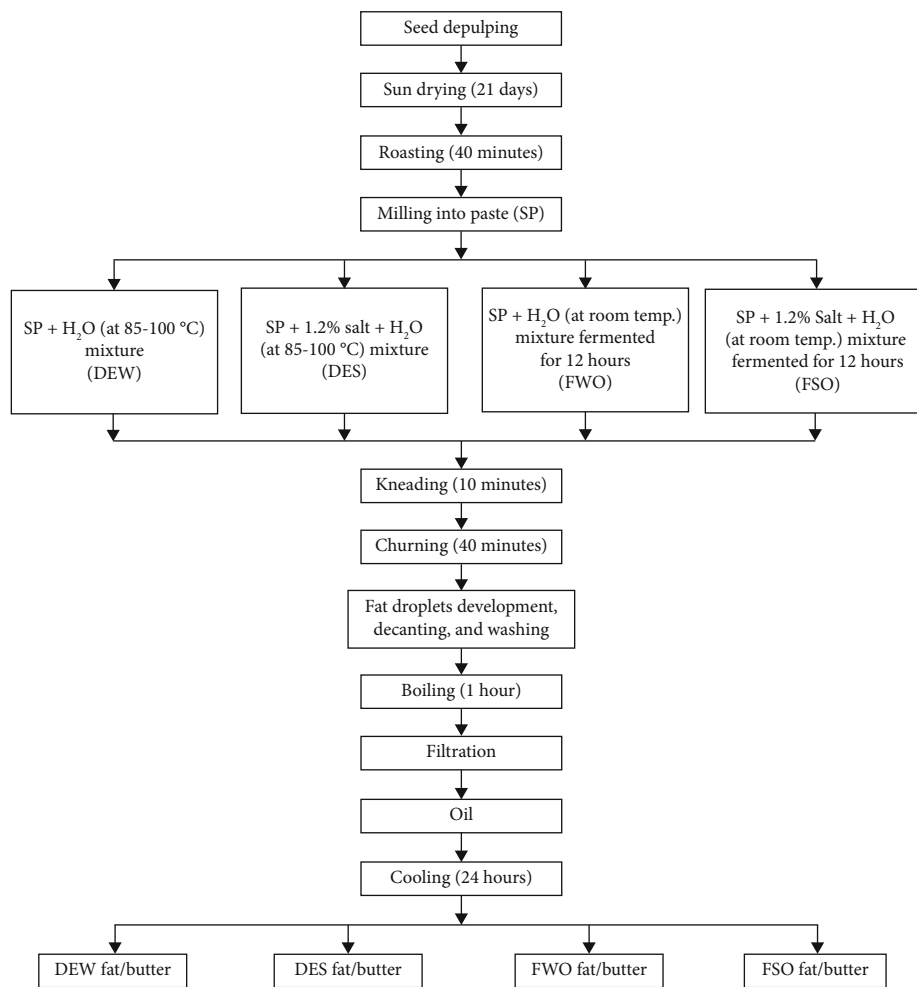 Seed depulping
Sun drying (21 days)
Roasting (40 minutes)
Milling into paste (SP)
SP + H₂O (at 85-100 °C)
mixture
(DEW)
SP + 1.2% salt + H₂O
(at 85-100 °C) mixture
(DES)
SP + H₂O (at room temp.)
mixture fermented
for 12 hours
(FWO)
SP + 1.2% Salt + H₂O
(at room temp.) mixture
fermented for 12 hours
(FSO)
Kneading (10 minutes)
Churning (40 minutes)
Fat droplets development,
decanting, and washing
Boiling (1 hour)
Filtration
Oil
Cooling (24 hours)
DEW fat/butter
DES fat/butter
FWO fat/butter
FSO fat/butter